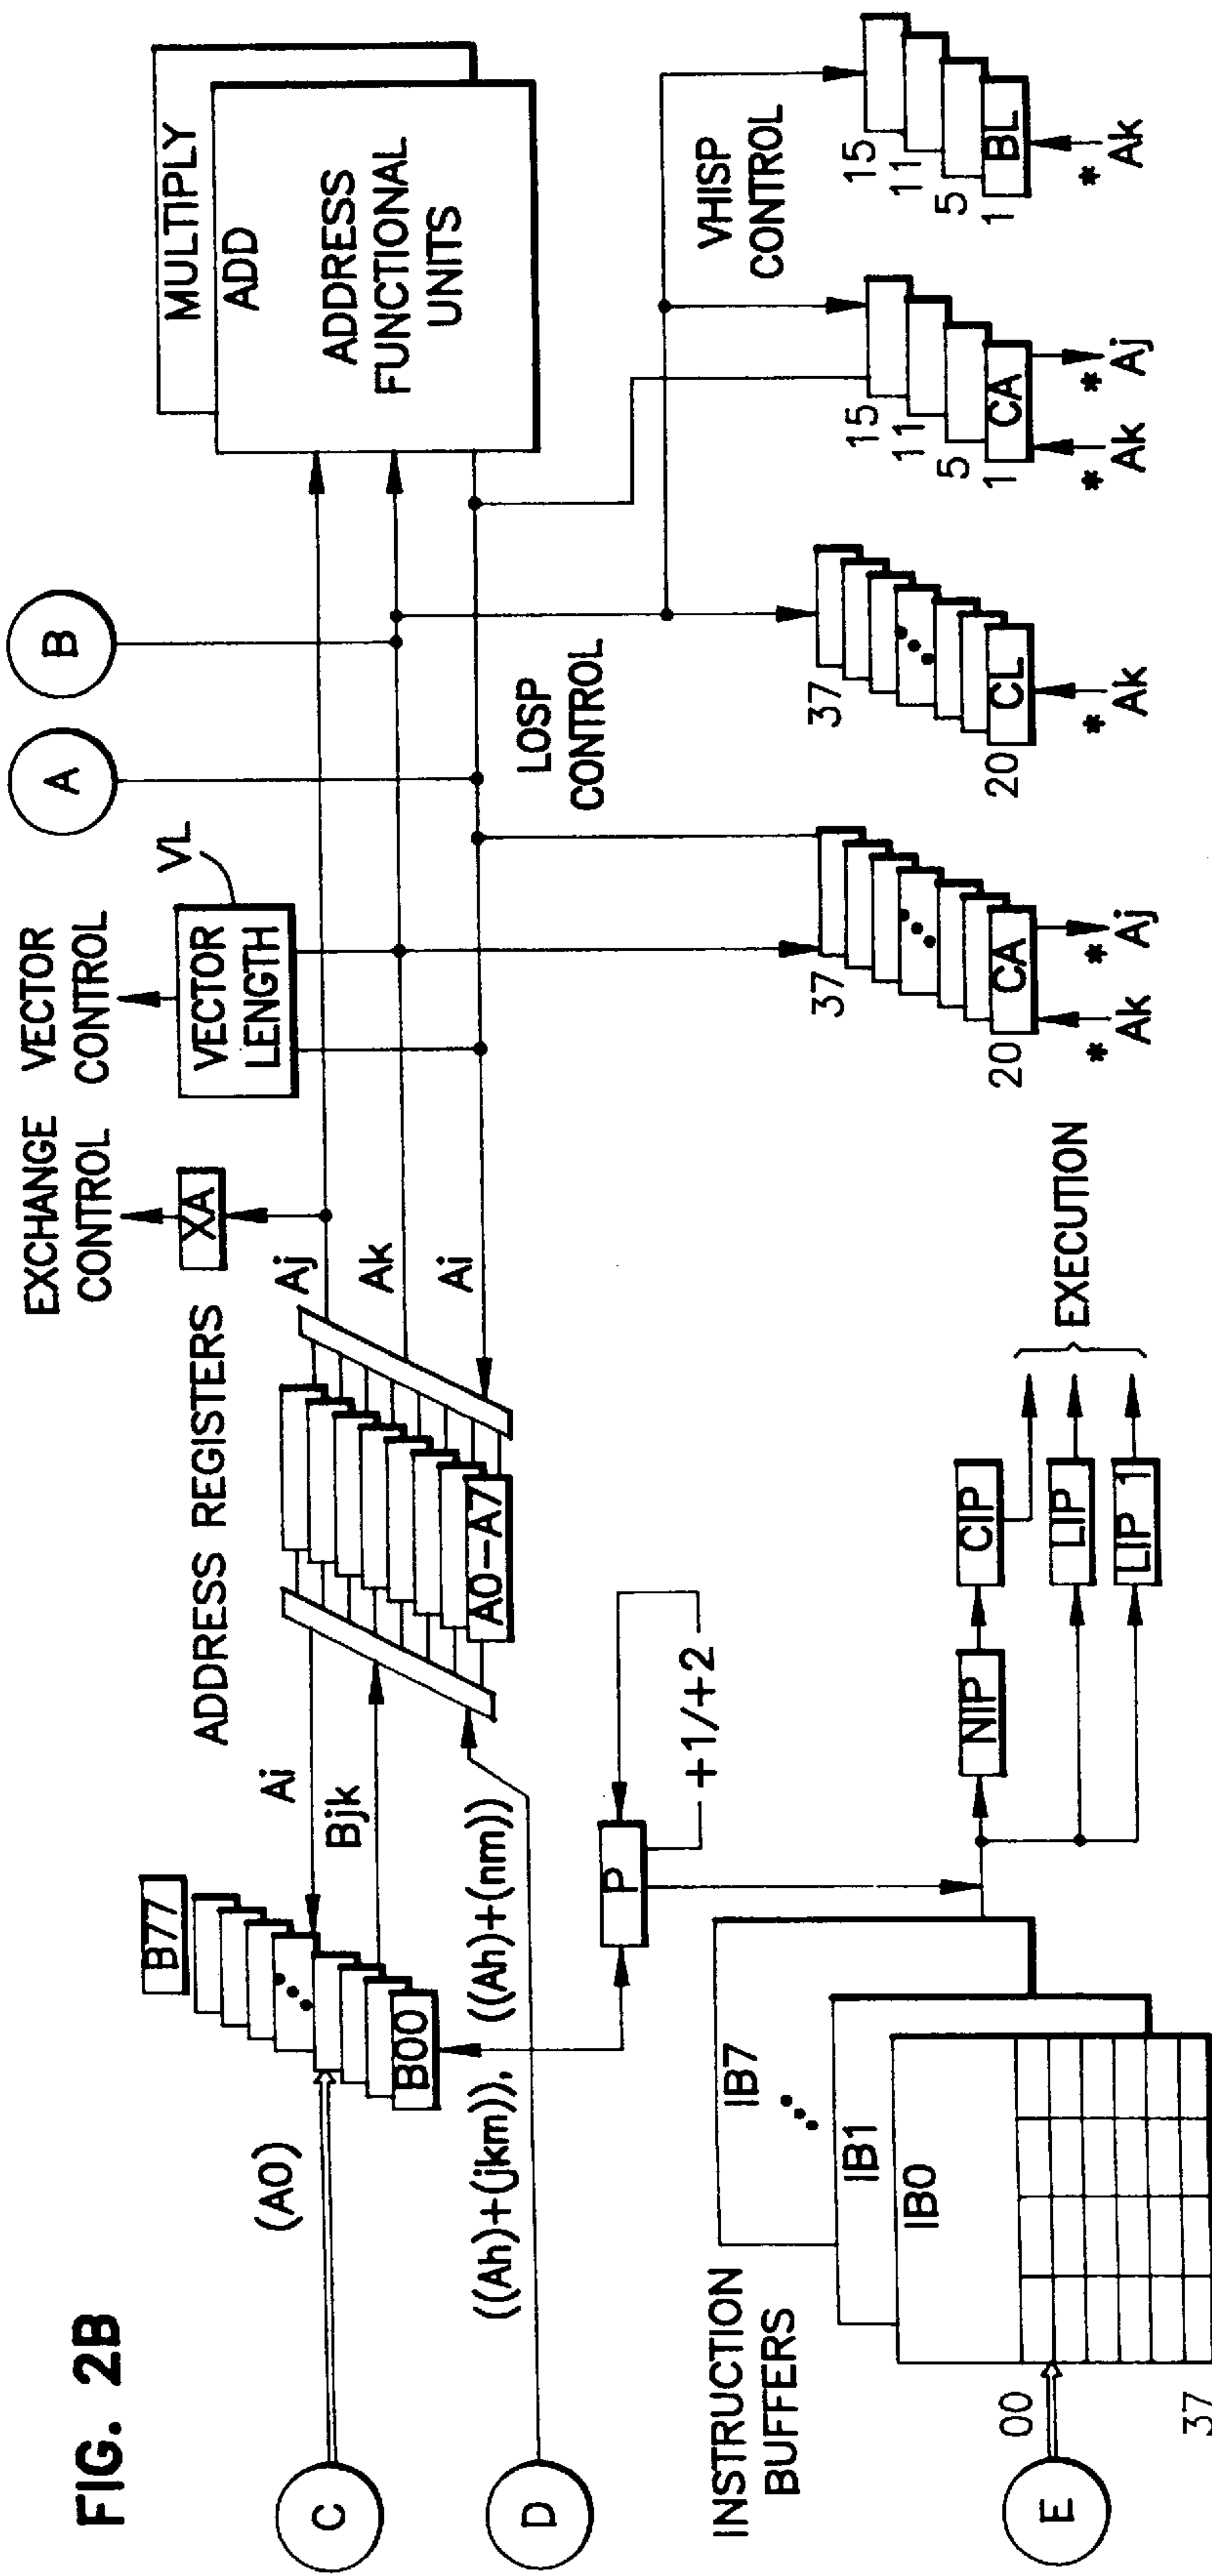 FIG. 2B
EXCHANGE
CONTROL
VECTOR
CONTROL
A
B
XA
VECTOR
LENGTH
VL
MULTIPLY
ADD
ADDRESS
FUNCTIONAL
UNITS
ADDRESS REGISTERS
B77
B00
(A0)
C
Ai
Bjk
A0-A7
Aj
Ak
Ai
((Ah)+(jkm)), ((Ah)+(nm))
D
LOSP
CONTROL
VHISP
CONTROL
P
+1/+2
INSTRUCTION
BUFFERS
IB7
IB1
IB0
00
37
E
NIP
CIP
LIP
LIP 1
EXECUTION
37
20
CA
* Ak
* Aj
37
20
CL
* Ak
15
11
5
1
CA
* Ak
* Aj
15
11
5
1
BL
* Ak